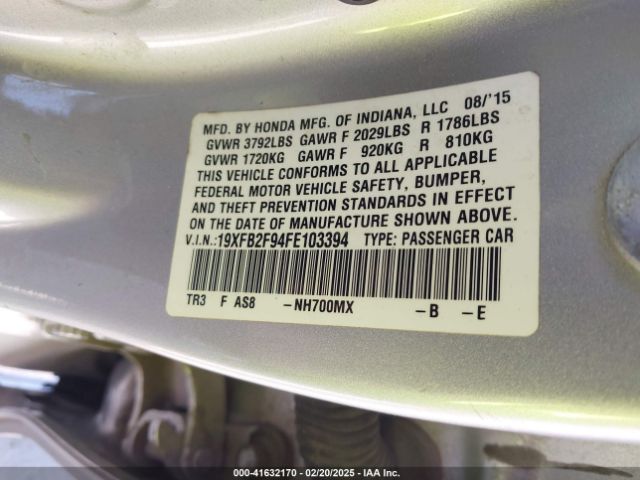 MFD. BY HONDA MFG. OF INDIANA, LLC 08/'15
GVWR 3792LBS GAWR F 2029LBS R 1786LBS
GVWR 1720KG GAWR F 920KG R 810KG
THIS VEHICLE CONFORMS TO ALL APPLICABLE
FEDERAL MOTOR VEHICLE SAFETY, BUMPER,
AND THEFT PREVENTION STANDARDS IN EFFECT
ON THE DATE OF MANUFACTURE SHOWN ABOVE.
V.I.N.:19XFB2F94FE103394 TYPE: PASSENGER CAR
TR3 F AS8 -NH700MX -B -E
000-41632170 - 02/20/2025 - IAA Inc.